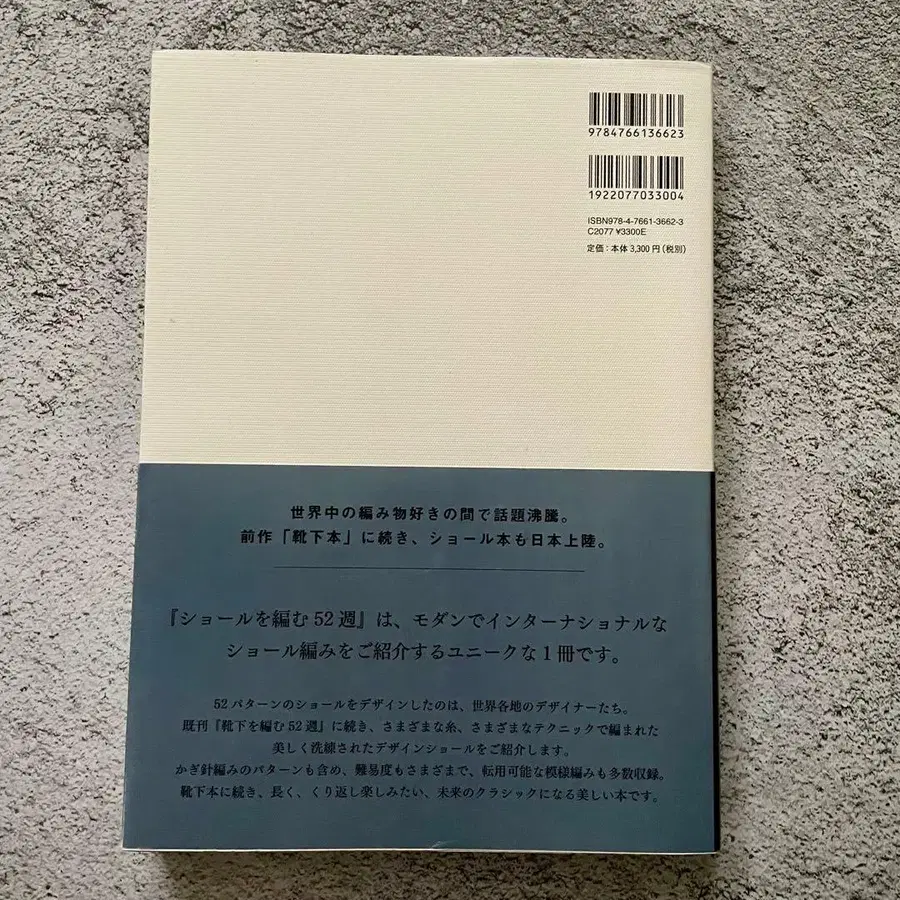 9784766136623
1922077033004
ISBN978-4-7661-3662-3
C2077 ¥3300E
定価：本体3,300円（税別）
世界中の編み物好きの間で話題沸騰。
前作「靴下本」に続き、ショール本も日本上陸。
『ショールを編む52週』は、モダンでインターナショナルな
ショール編みをご紹介するユニークな1冊です。
52パターンのショールをデザインしたのは、世界各地のデザイナーたち。
既刊『靴下を編む52週』に続き、さまざまな糸、さまざまなテクニックで編まれた
美しく洗練されたデザインショールをご紹介します。
かぎ針編みのパターンも含め、難易度もさまざまで、転用可能な模様編みも多数収録。
靴下本に続き、長く、くり返し楽しみたい、未来のクラシックになる美しい本です。